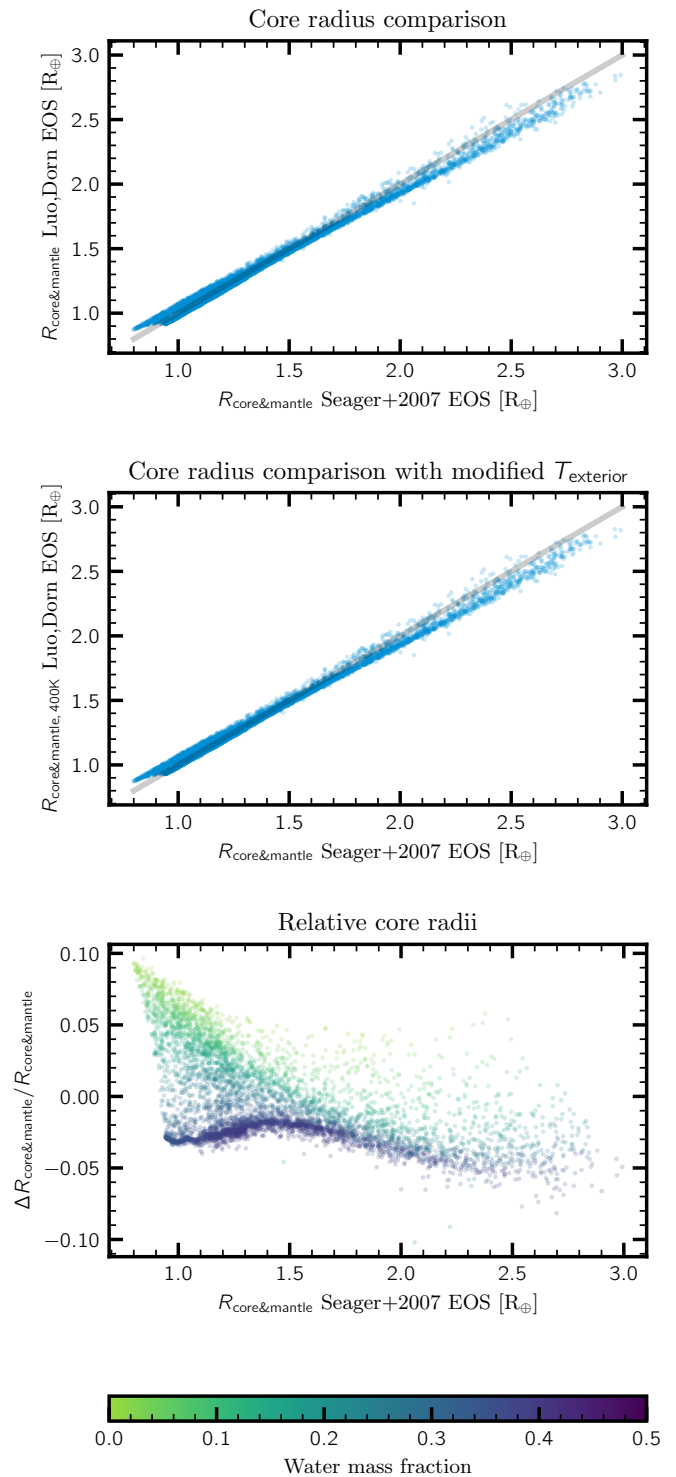 Core radius comparison
R_core&mantle Luo,Dorn EOS [R⊕]
3.0
2.5
2.0
1.5
1.0
1.0 1.5 2.0 2.5 3.0
R_core&mantle Seager+2007 EOS [R⊕]
Core radius comparison with modified T_exterior
R_core&mantle, 400K Luo,Dorn EOS [R⊕]
3.0
2.5
2.0
1.5
1.0
1.0 1.5 2.0 2.5 3.0
R_core&mantle Seager+2007 EOS [R⊕]
Relative core radii
ΔR_core&mantle/R_core&mantle
0.10
0.05
0.00
−0.05
−0.10
1.0 1.5 2.0 2.5 3.0
R_core&mantle Seager+2007 EOS [R⊕]
0.0 0.1 0.2 0.3 0.4 0.5
Water mass fraction